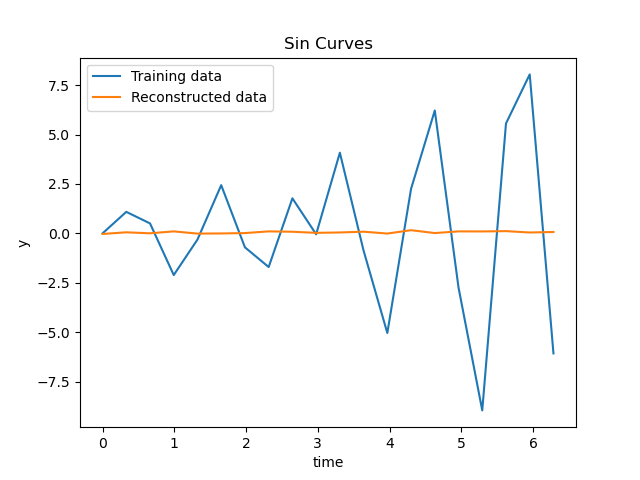 Sin Curves
Training data
Reconstructed data
7.5
5.0
2.5
0.0
−2.5
−5.0
−7.5
y
0 1 2 3 4 5 6
time